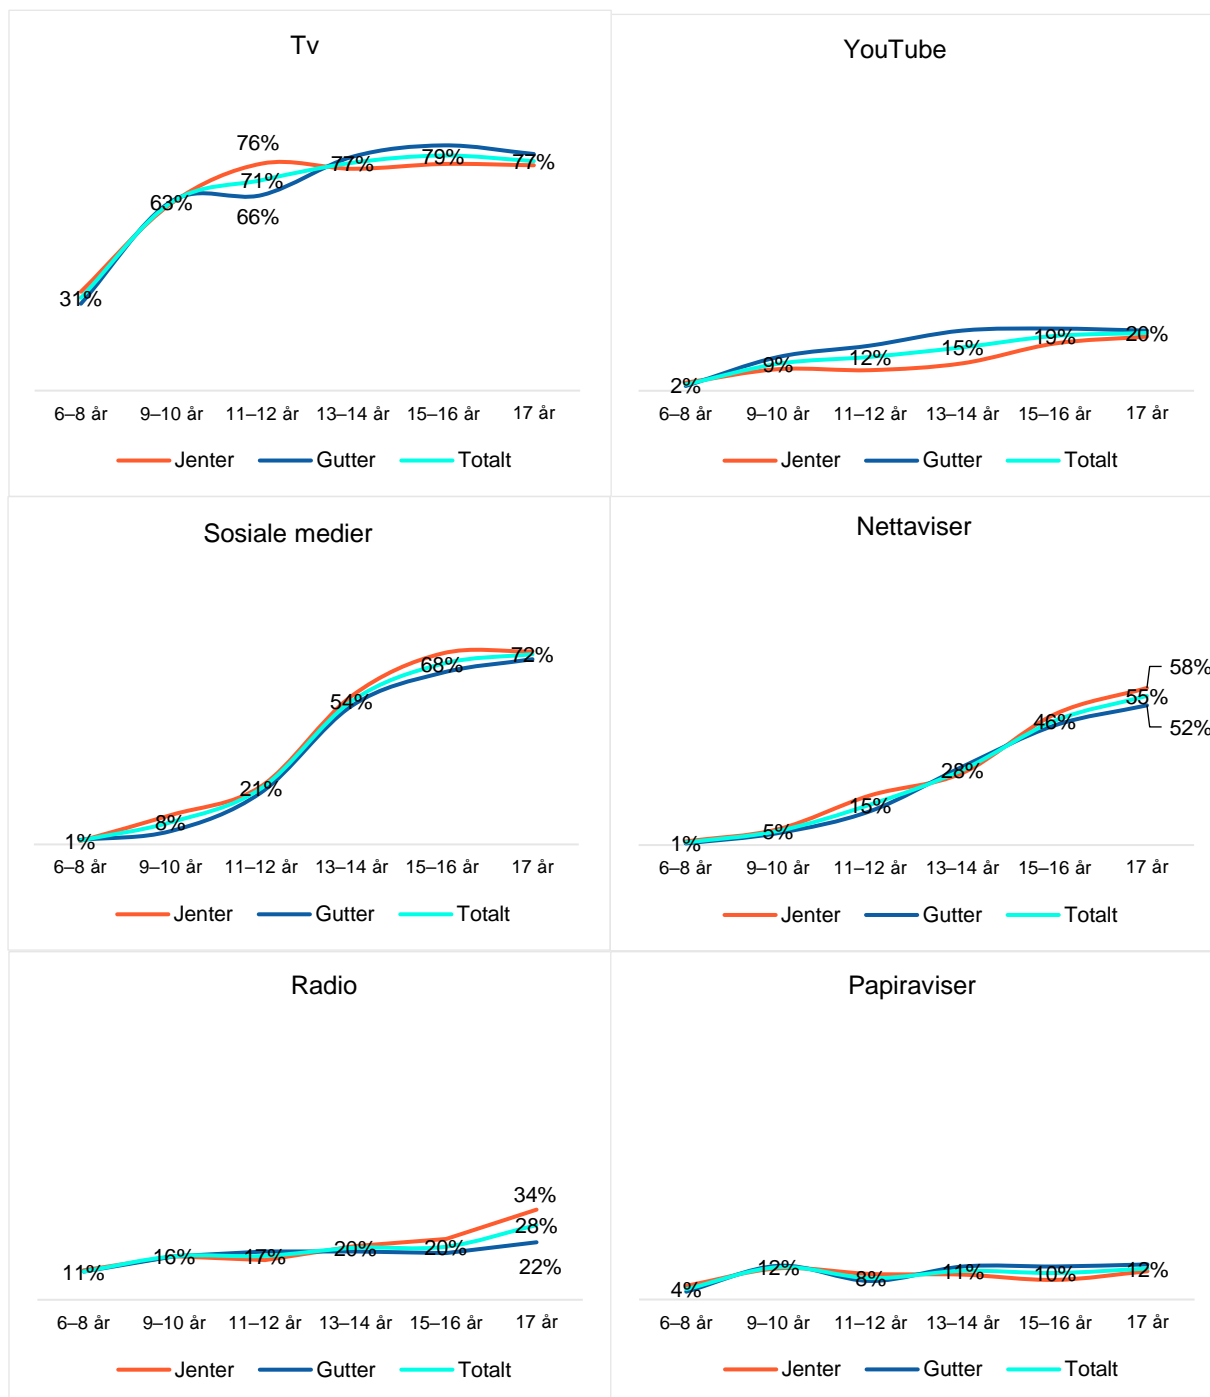 Tv
76%
77%
79%
77%
71%
63%
66%
31%
6–8 år 9–10 år 11–12 år 13–14 år 15–16 år 17 år
Jenter Gutter Totalt
YouTube
2%
9%
12%
15%
19%
20%
6–8 år 9–10 år 11–12 år 13–14 år 15–16 år 17 år
Jenter Gutter Totalt
Sosiale medier
1%
8%
21%
54%
68%
72%
6–8 år 9–10 år 11–12 år 13–14 år 15–16 år 17 år
Jenter Gutter Totalt
Nettaviser
58%
55%
52%
46%
28%
15%
5%
1%
6–8 år 9–10 år 11–12 år 13–14 år 15–16 år 17 år
Jenter Gutter Totalt
Radio
34%
28%
22%
11%
16%
17%
20%
20%
6–8 år 9–10 år 11–12 år 13–14 år 15–16 år 17 år
Jenter Gutter Totalt
Papiraviser
4%
12%
8%
11%
10%
12%
6–8 år 9–10 år 11–12 år 13–14 år 15–16 år 17 år
Jenter Gutter Totalt